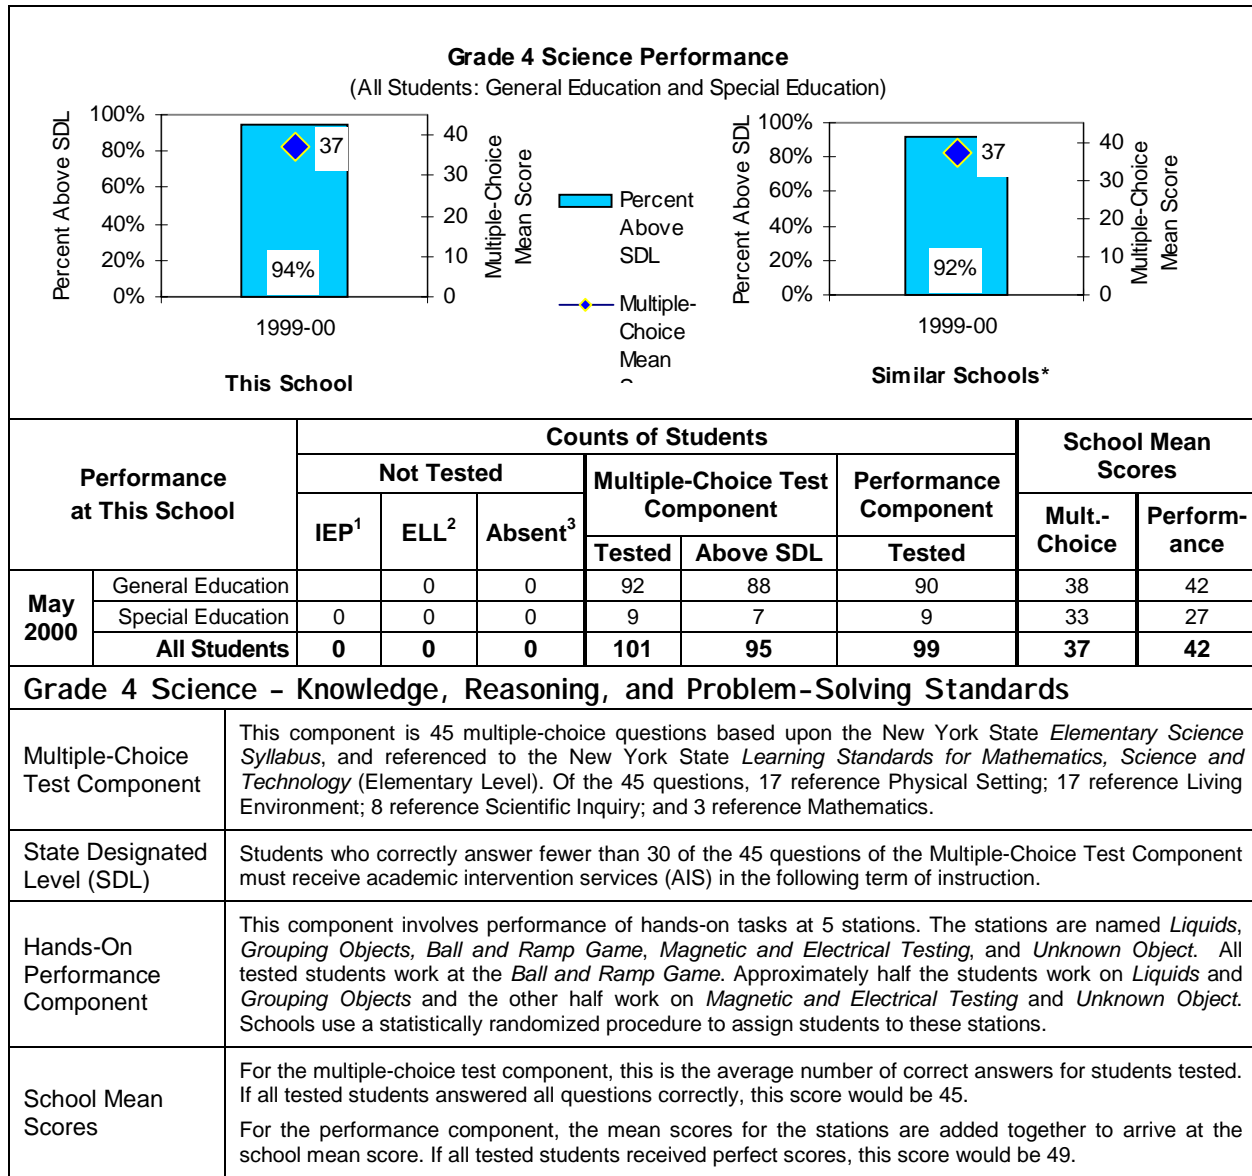 Grade 4 Science Performance
(All Students: General Education and Special Education)
Percent Above SDL
100%
80%
60%
40%
20%
0%
37
94%
40
30
20
10
0
Multiple-Choice
Mean Score
1999-00
This School
Percent
Above
SDL
Multiple-
Choice
Mean
Percent Above SDL
100%
80%
60%
40%
20%
0%
37
92%
40
30
20
10
0
Multiple-Choice
Mean Score
1999-00
Similar Schools*
Performance
at This School
Counts of Students
School Mean
Scores
Not Tested
Multiple-Choice Test
Component
Performance
Component
IEP1 ELL2 Absent3
Tested Above SDL Tested
Mult.-
Choice
Perform-
ance
May
2000
General Education 0 0 92 88 90 38 42
Special Education 0 0 0 9 7 9 33 27
All Students 0 0 0 101 95 99 37 42
Grade 4 Science – Knowledge, Reasoning, and Problem-Solving Standards
Multiple-Choice
Test Component
This component is 45 multiple-choice questions based upon the New York State Elementary Science
Syllabus, and referenced to the New York State Learning Standards for Mathematics, Science and
Technology (Elementary Level). Of the 45 questions, 17 reference Physical Setting; 17 reference Living
Environment; 8 reference Scientific Inquiry; and 3 reference Mathematics.
State Designated
Level (SDL)
Students who correctly answer fewer than 30 of the 45 questions of the Multiple-Choice Test Component
must receive academic intervention services (AIS) in the following term of instruction.
Hands-On
Performance
Component
This component involves performance of hands-on tasks at 5 stations. The stations are named Liquids,
Grouping Objects, Ball and Ramp Game, Magnetic and Electrical Testing, and Unknown Object. All
tested students work at the Ball and Ramp Game. Approximately half the students work on Liquids and
Grouping Objects and the other half work on Magnetic and Electrical Testing and Unknown Object.
Schools use a statistically randomized procedure to assign students to these stations.
School Mean
Scores
For the multiple-choice test component, this is the average number of correct answers for students tested.
If all tested students answered all questions correctly, this score would be 45.
For the performance component, the mean scores for the stations are added together to arrive at the
school mean score. If all tested students received perfect scores, this score would be 49.